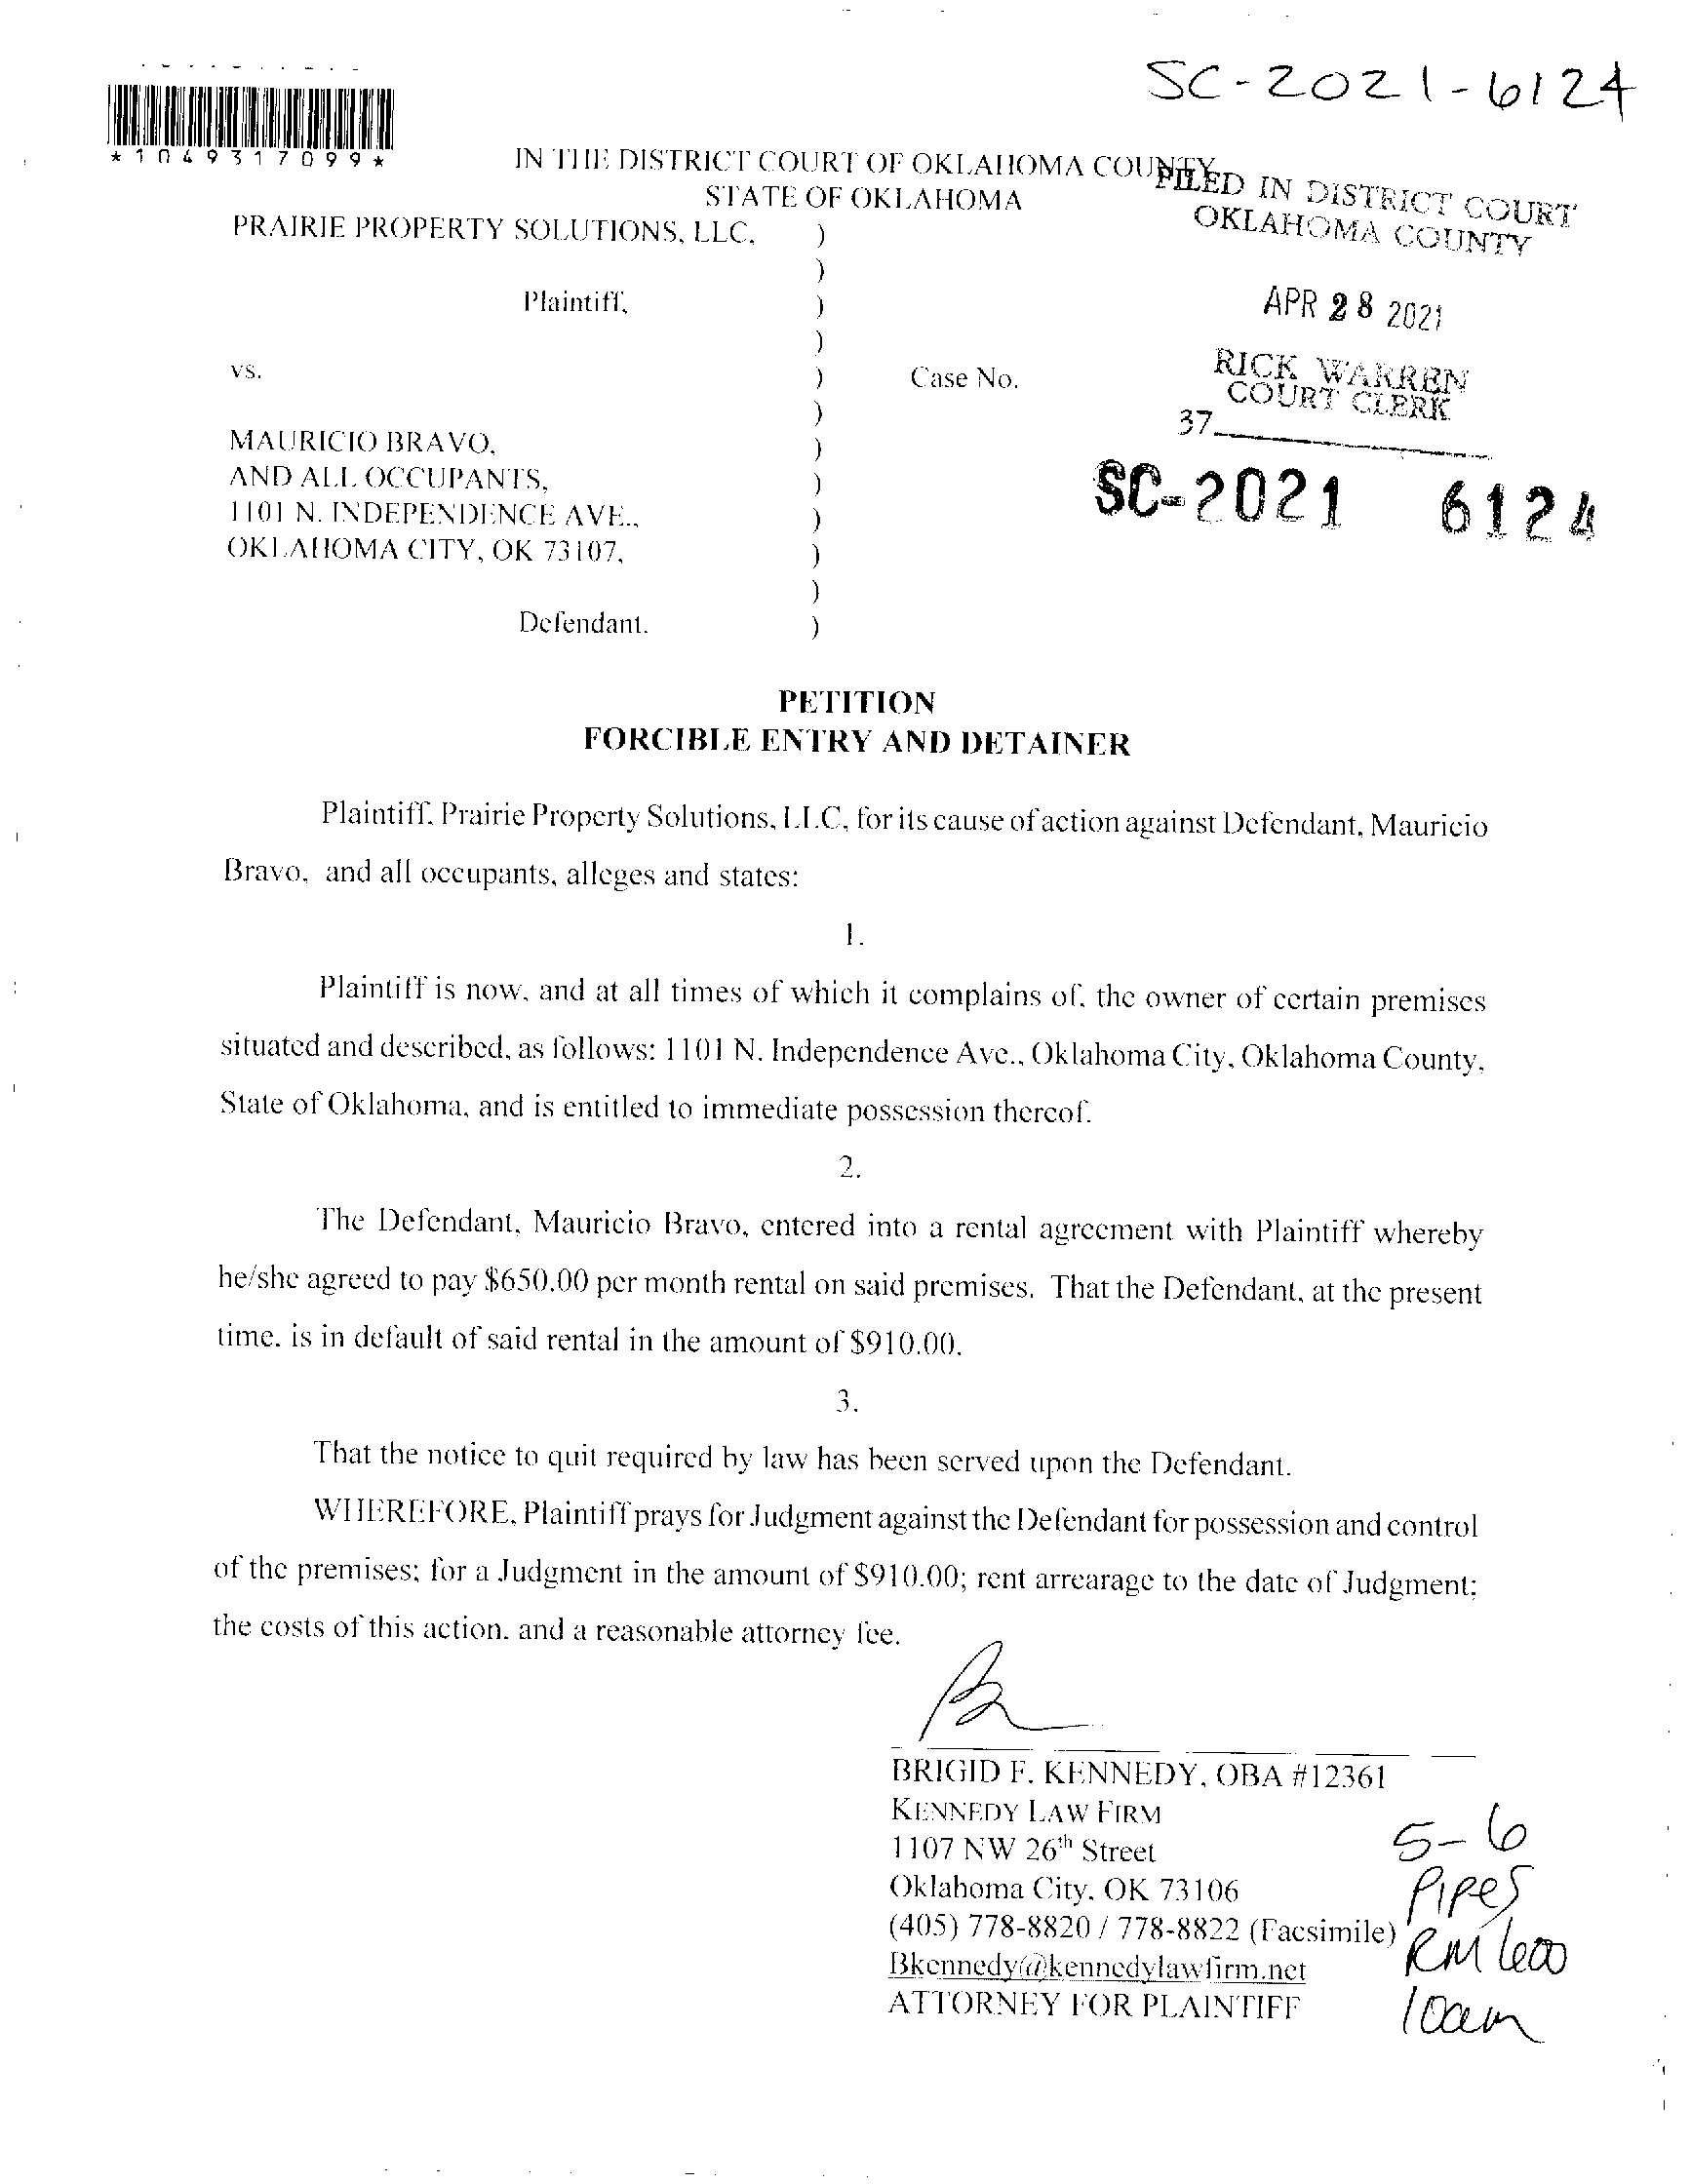 SC-2021-6124
*1049317099*
IN THE DISTRICT COURT OF OKLAHOMA COUNTY
STATE OF OKLAHOMA
FILED IN DISTRICT COURT
OKLAHOMA COUNTY
PRAIRIE PROPERTY SOLUTIONS, LLC, )
)
Plaintiff, )
APR 28 2021
)
vs. ) Case No.
RICK WARREN
COURT CLERK
37
)
MAURICIO BRAVO, )
AND ALL OCCUPANTS, )
SC-2021 6124
1101 N. INDEPENDENCE AVE., )
OKLAHOMA CITY, OK 73107, )
)
Defendant. )
PETITION
FORCIBLE ENTRY AND DETAINER
Plaintiff, Prairie Property Solutions, LLC, for its cause of action against Defendant, Mauricio
Bravo, and all occupants, alleges and states:
1.
Plaintiff is now, and at all times of which it complains of, the owner of certain premises
situated and described, as follows: 1101 N. Independence Ave., Oklahoma City, Oklahoma County,
State of Oklahoma, and is entitled to immediate possession thereof.
2.
The Defendant, Mauricio Bravo, entered into a rental agreement with Plaintiff whereby
he/she agreed to pay $650.00 per month rental on said premises. That the Defendant, at the present
time, is in default of said rental in the amount of $910.00.
3.
That the notice to quit required by law has been served upon the Defendant.
WHEREFORE, Plaintiff prays for Judgment against the Defendant for possession and control
of the premises; for a Judgment in the amount of $910.00; rent arrearage to the date of Judgment;
the costs of this action, and a reasonable attorney fee.
BRIGID F. KENNEDY, OBA #12361
KENNEDY LAW FIRM
1107 NW 26th Street
Oklahoma City, OK 73106
(405) 778-8820 / 778-8822 (Facsimile)
Bkennedy@kennedylawfirm.net
ATTORNEY FOR PLAINTIFF
5-6
Pipes
RM 600
10am